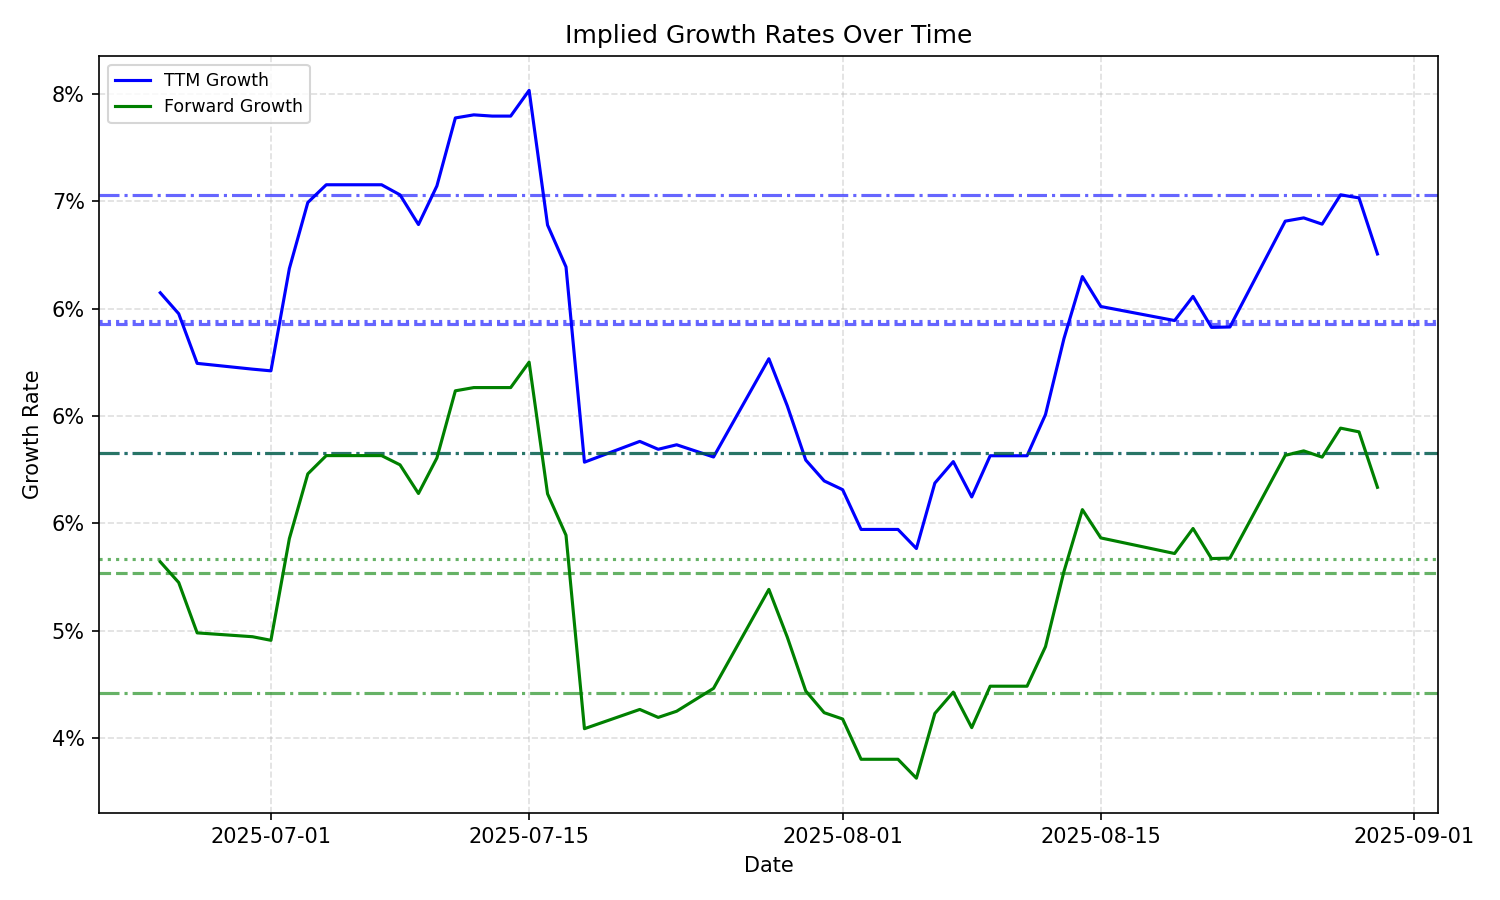 Implied Growth Rates Over Time
TTM Growth
Forward Growth
8%
7%
6%
6%
6%
5%
4%
Growth Rate
2025-07-01
2025-07-15
2025-08-01
2025-08-15
2025-09-01
Date